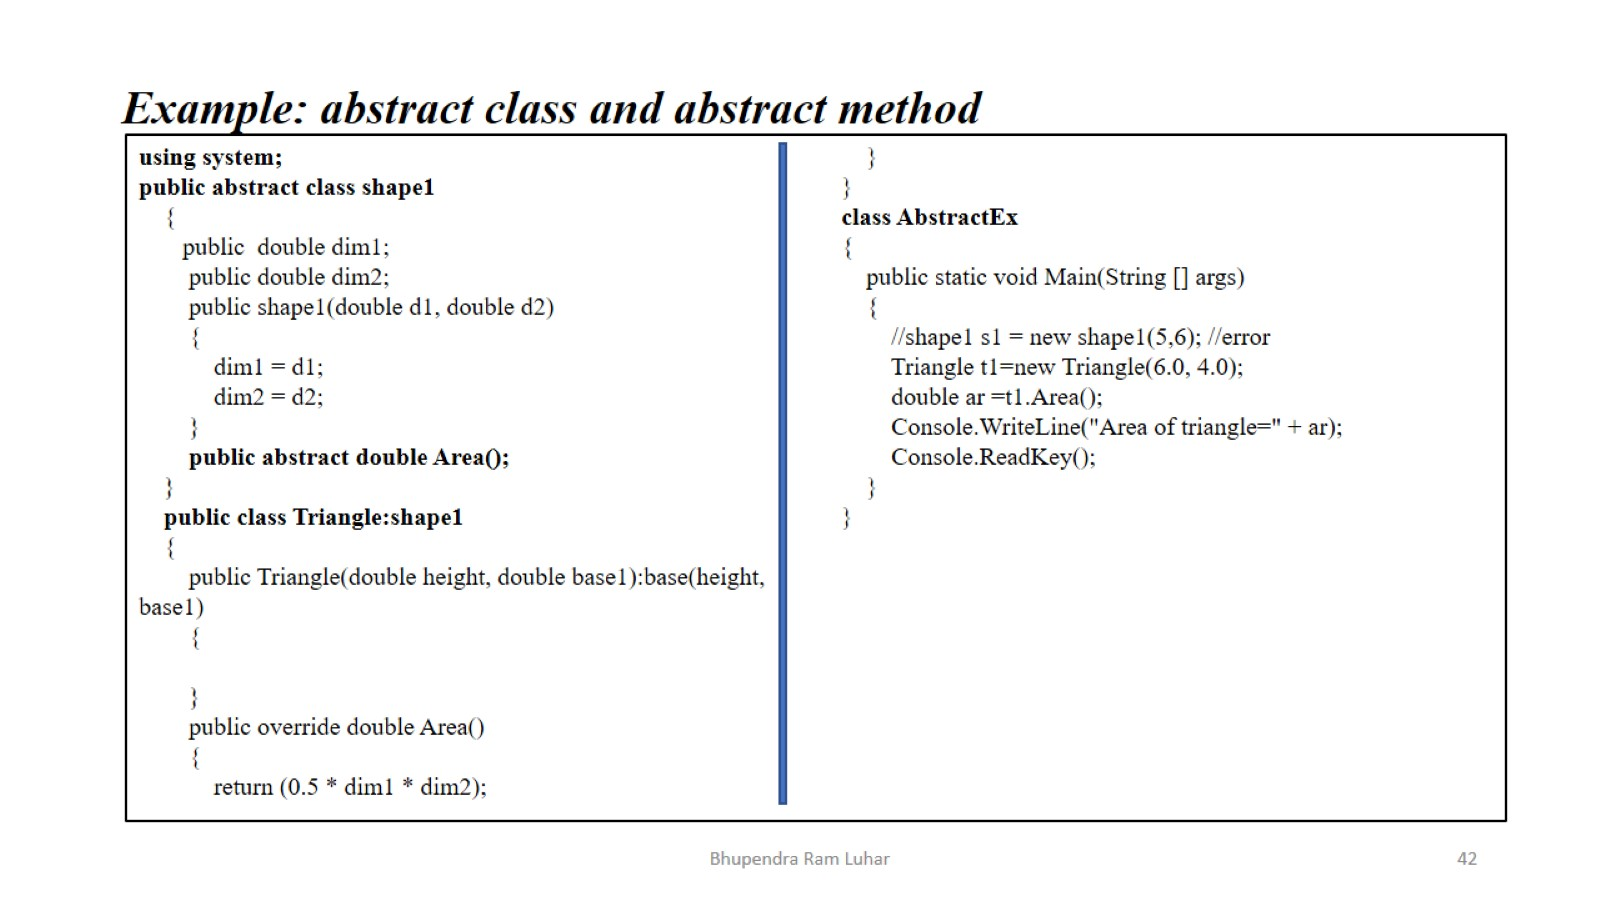 Example: abstract class and abstract method
using system;
public abstract class shape1
{
public  double dim1;
public double dim2;
public shape1(double d1, double d2)
{
dim1 = d1;
dim2 = d2;
}
public abstract double Area();
}
public class Triangle:shape1
{
public Triangle(double height, double base1):base(height,
base1)
{
}
public override double Area()
{
return (0.5 * dim1 * dim2);
}
}
class AbstractEx
{
public static void Main(String [] args)
{
//shape1 s1 = new shape1(5,6); //error
Triangle t1=new Triangle(6.0, 4.0);
double ar =t1.Area();
Console.WriteLine("Area of triangle=" + ar);
Console.ReadKey();
}
}
Bhupendra Ram Luhar
42